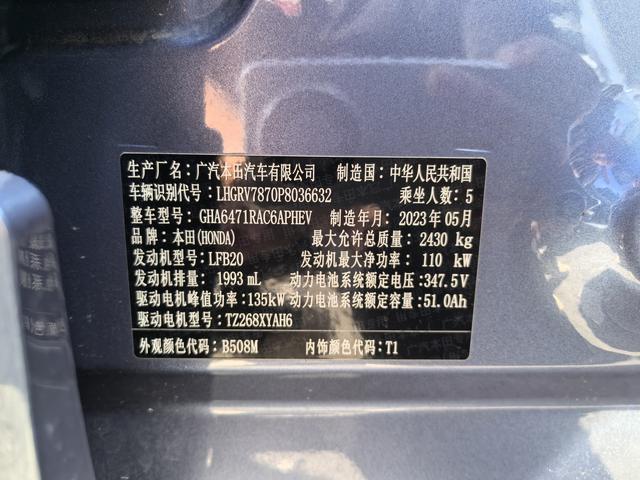 生产厂名：广汽本田汽车有限公司 制造国：中华人民共和国
车辆识别代号：LHGRV7870P8036632 乘坐人数：5
整车型号：GHA6471RAC6APHEV 制造年月：2023年05月
品牌：本田(HONDA) 最大允许总质量：2430 kg
发动机型号：LFB20 发动机最大净功率：110 kW
发动机排量：1993 mL 动力电池系统额定电压：347.5V
驱动电机峰值功率：135kW 动力电池系统额定容量：51.0Ah
驱动电机型号：TZ268XYAH6
外观颜色代码：B508M 内饰颜色代码：T1